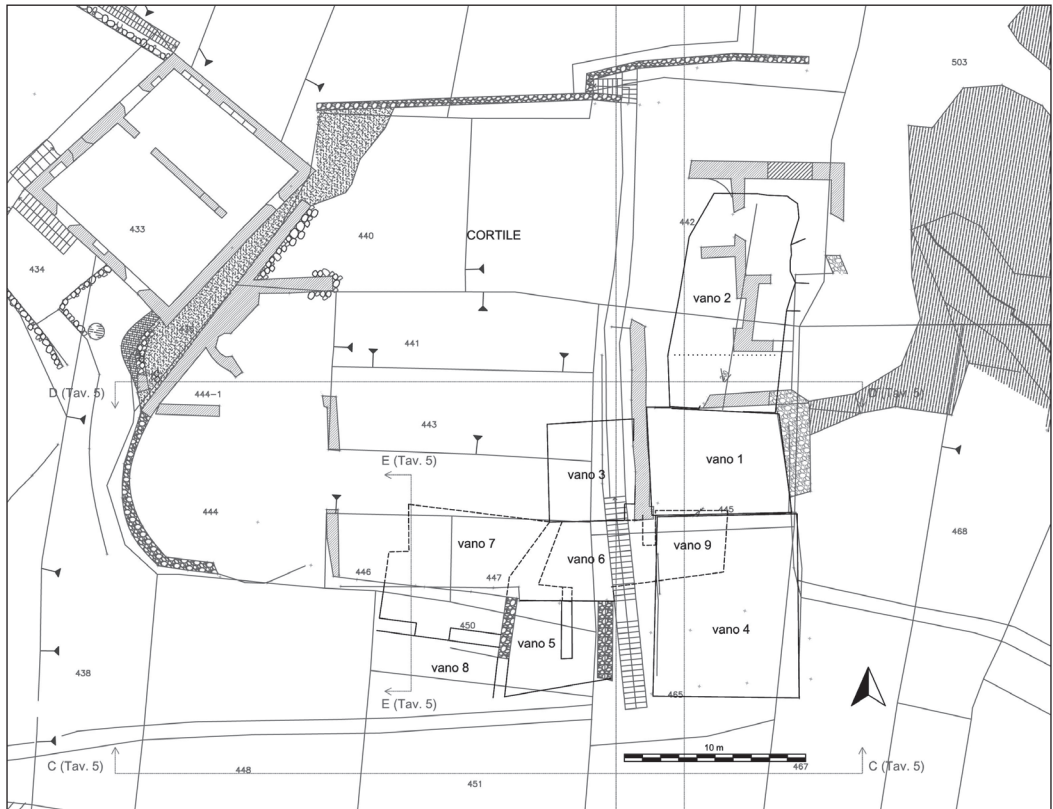 503
442
433
440
CORTILE
434
vano 2
441
D (Tav. 5)
444-1
D (Tav. 5)
443
E (Tav. 5)
vano 3
vano 1
444
445
468
vano 7
vano 6
vano 9
446
447
450
vano 5
vano 4
438
vano 8
465
E (Tav. 5)
10 m
C (Tav. 5)
448
451
467
C (Tav. 5)